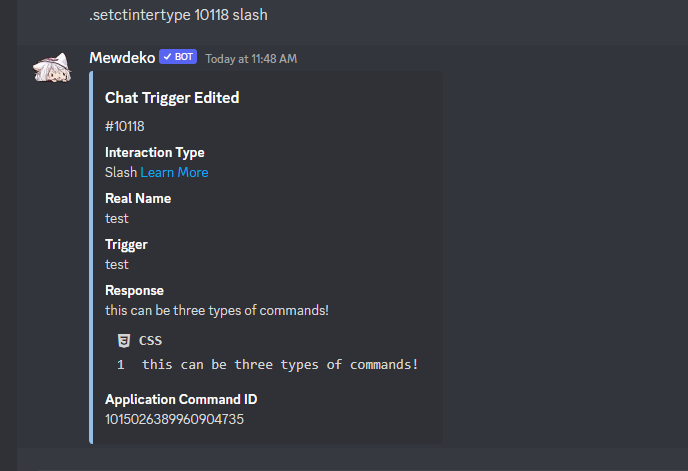 .setctintertype 10118 slash
Mewdeko ✓ BOT Today at 11:48 AM
Chat Trigger Edited
#10118
Interaction Type
Slash Learn More
Real Name
test
Trigger
test
Response
this can be three types of commands!
CSS
1 this can be three types of commands!
Application Command ID
1015026389960904735